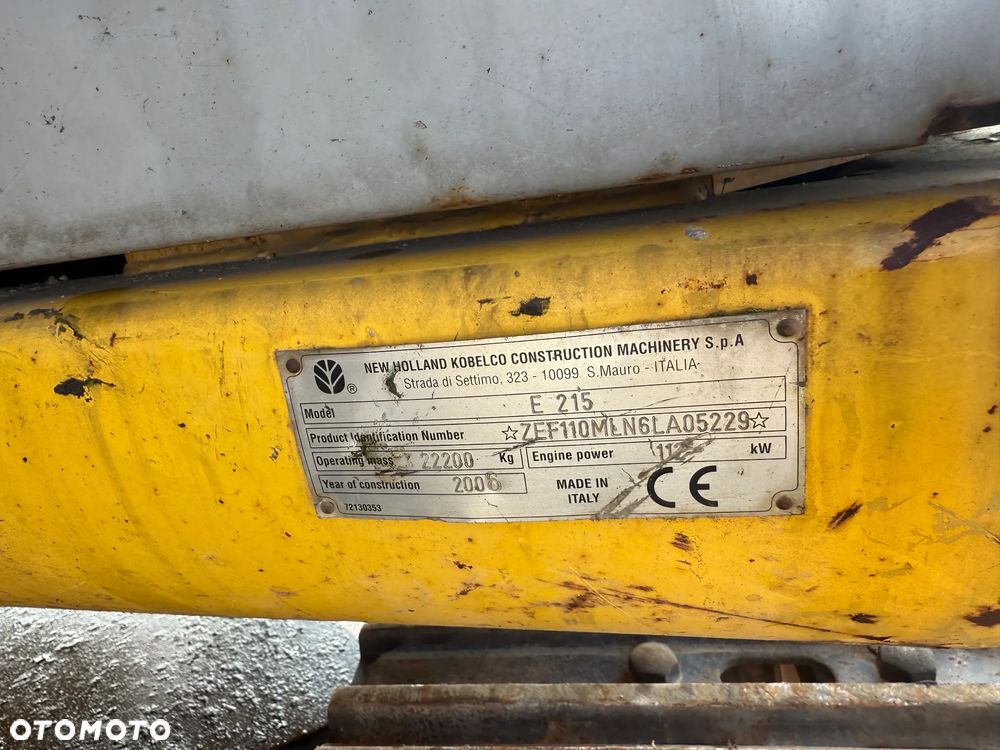 NEW HOLLAND KOBELCO CONSTRUCTION MACHINERY S.p.A
Strada di Settimo, 323 - 10099 S.Mauro - ITALIA
®
Model E 215
Product Identification Number ☆ZEF110MLN6LA05229☆
Operating mass 22200 Kg Engine power 112 kW
Year of construction 2006 MADE IN ITALY CE
72130353
OTOMOTO